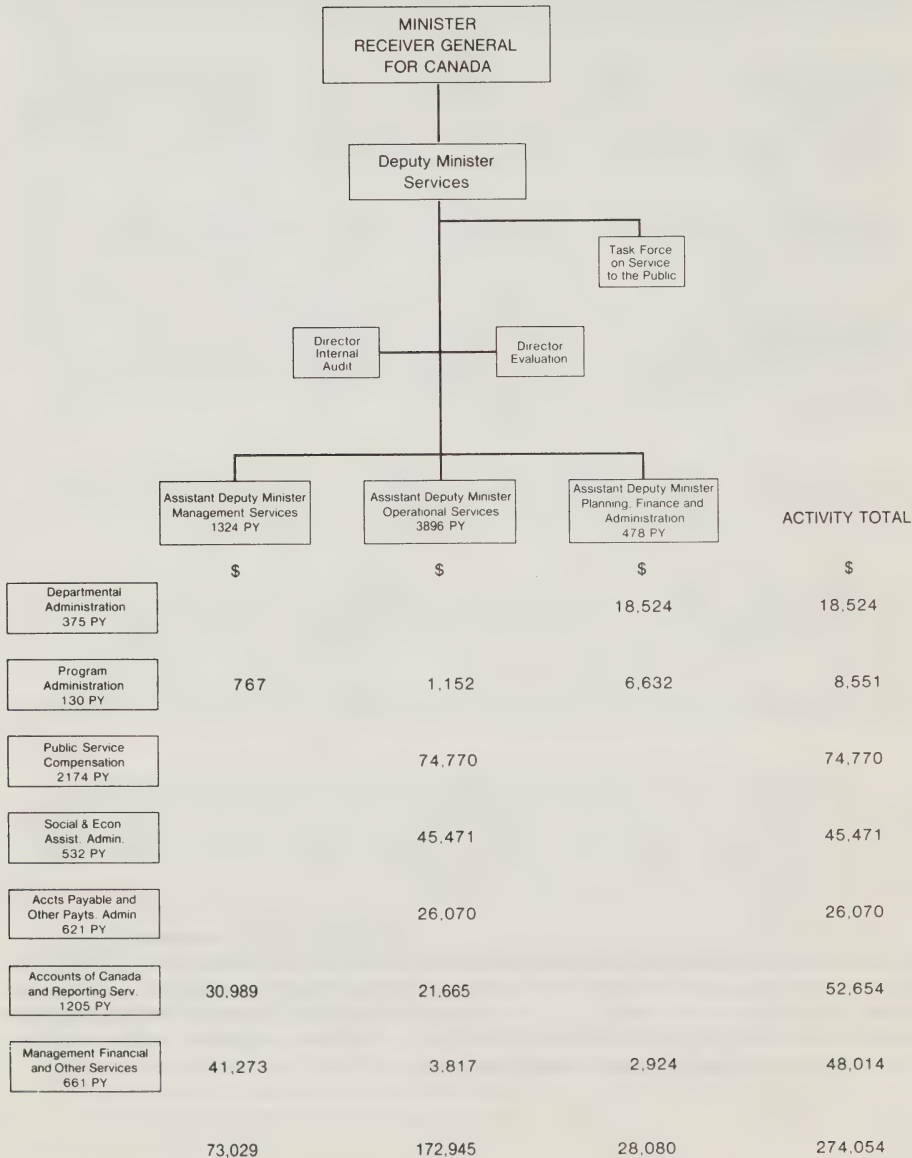 MINISTER
RECEIVER GENERAL
FOR CANADA
Deputy Minister
Services
Task Force
on Service
to the Public
Director
Internal
Audit
Director
Evaluation
Assistant Deputy Minister
Management Services
1324 PY
Assistant Deputy Minister
Operational Services
3896 PY
Assistant Deputy Minister
Planning, Finance and
Administration
478 PY
ACTIVITY TOTAL
$ $ $ $
Departmental
Administration
375 PY
18,524 18,524
Program
Administration
130 PY
767 1,152 6,632 8,551
Public Service
Compensation
2174 PY
74,770 74,770
Social & Econ
Assist. Admin.
532 PY
45,471 45,471
Accts Payable and
Other Payts. Admin
621 PY
26,070 26,070
Accounts of Canada
and Reporting Serv.
1205 PY
30,989 21,665 52,654
Management Financial
and Other Services
661 PY
41,273 3,817 2,924 48,014
73,029 172,945 28,080 274,054